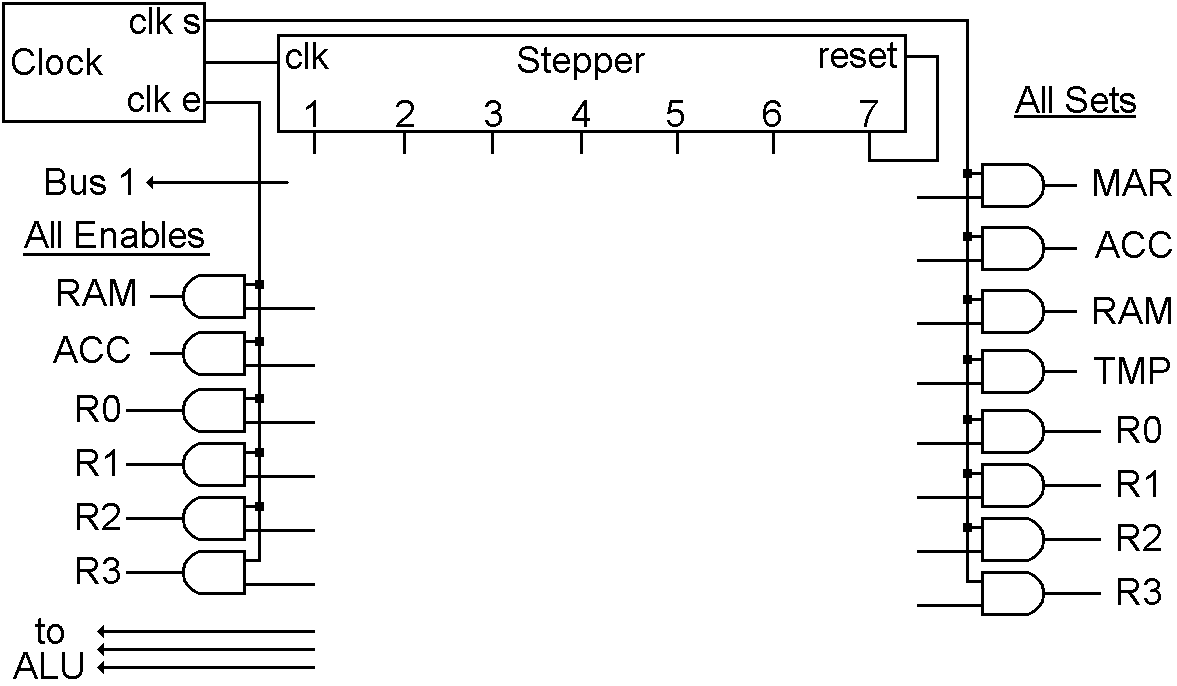 clk s
Clock
clk e
clk
Stepper
reset
1 2 3 4 5 6 7
All Sets
Bus 1
All Enables
RAM
ACC
R0
R1
R2
R3
to
ALU
MAR
ACC
RAM
TMP
R0
R1
R2
R3